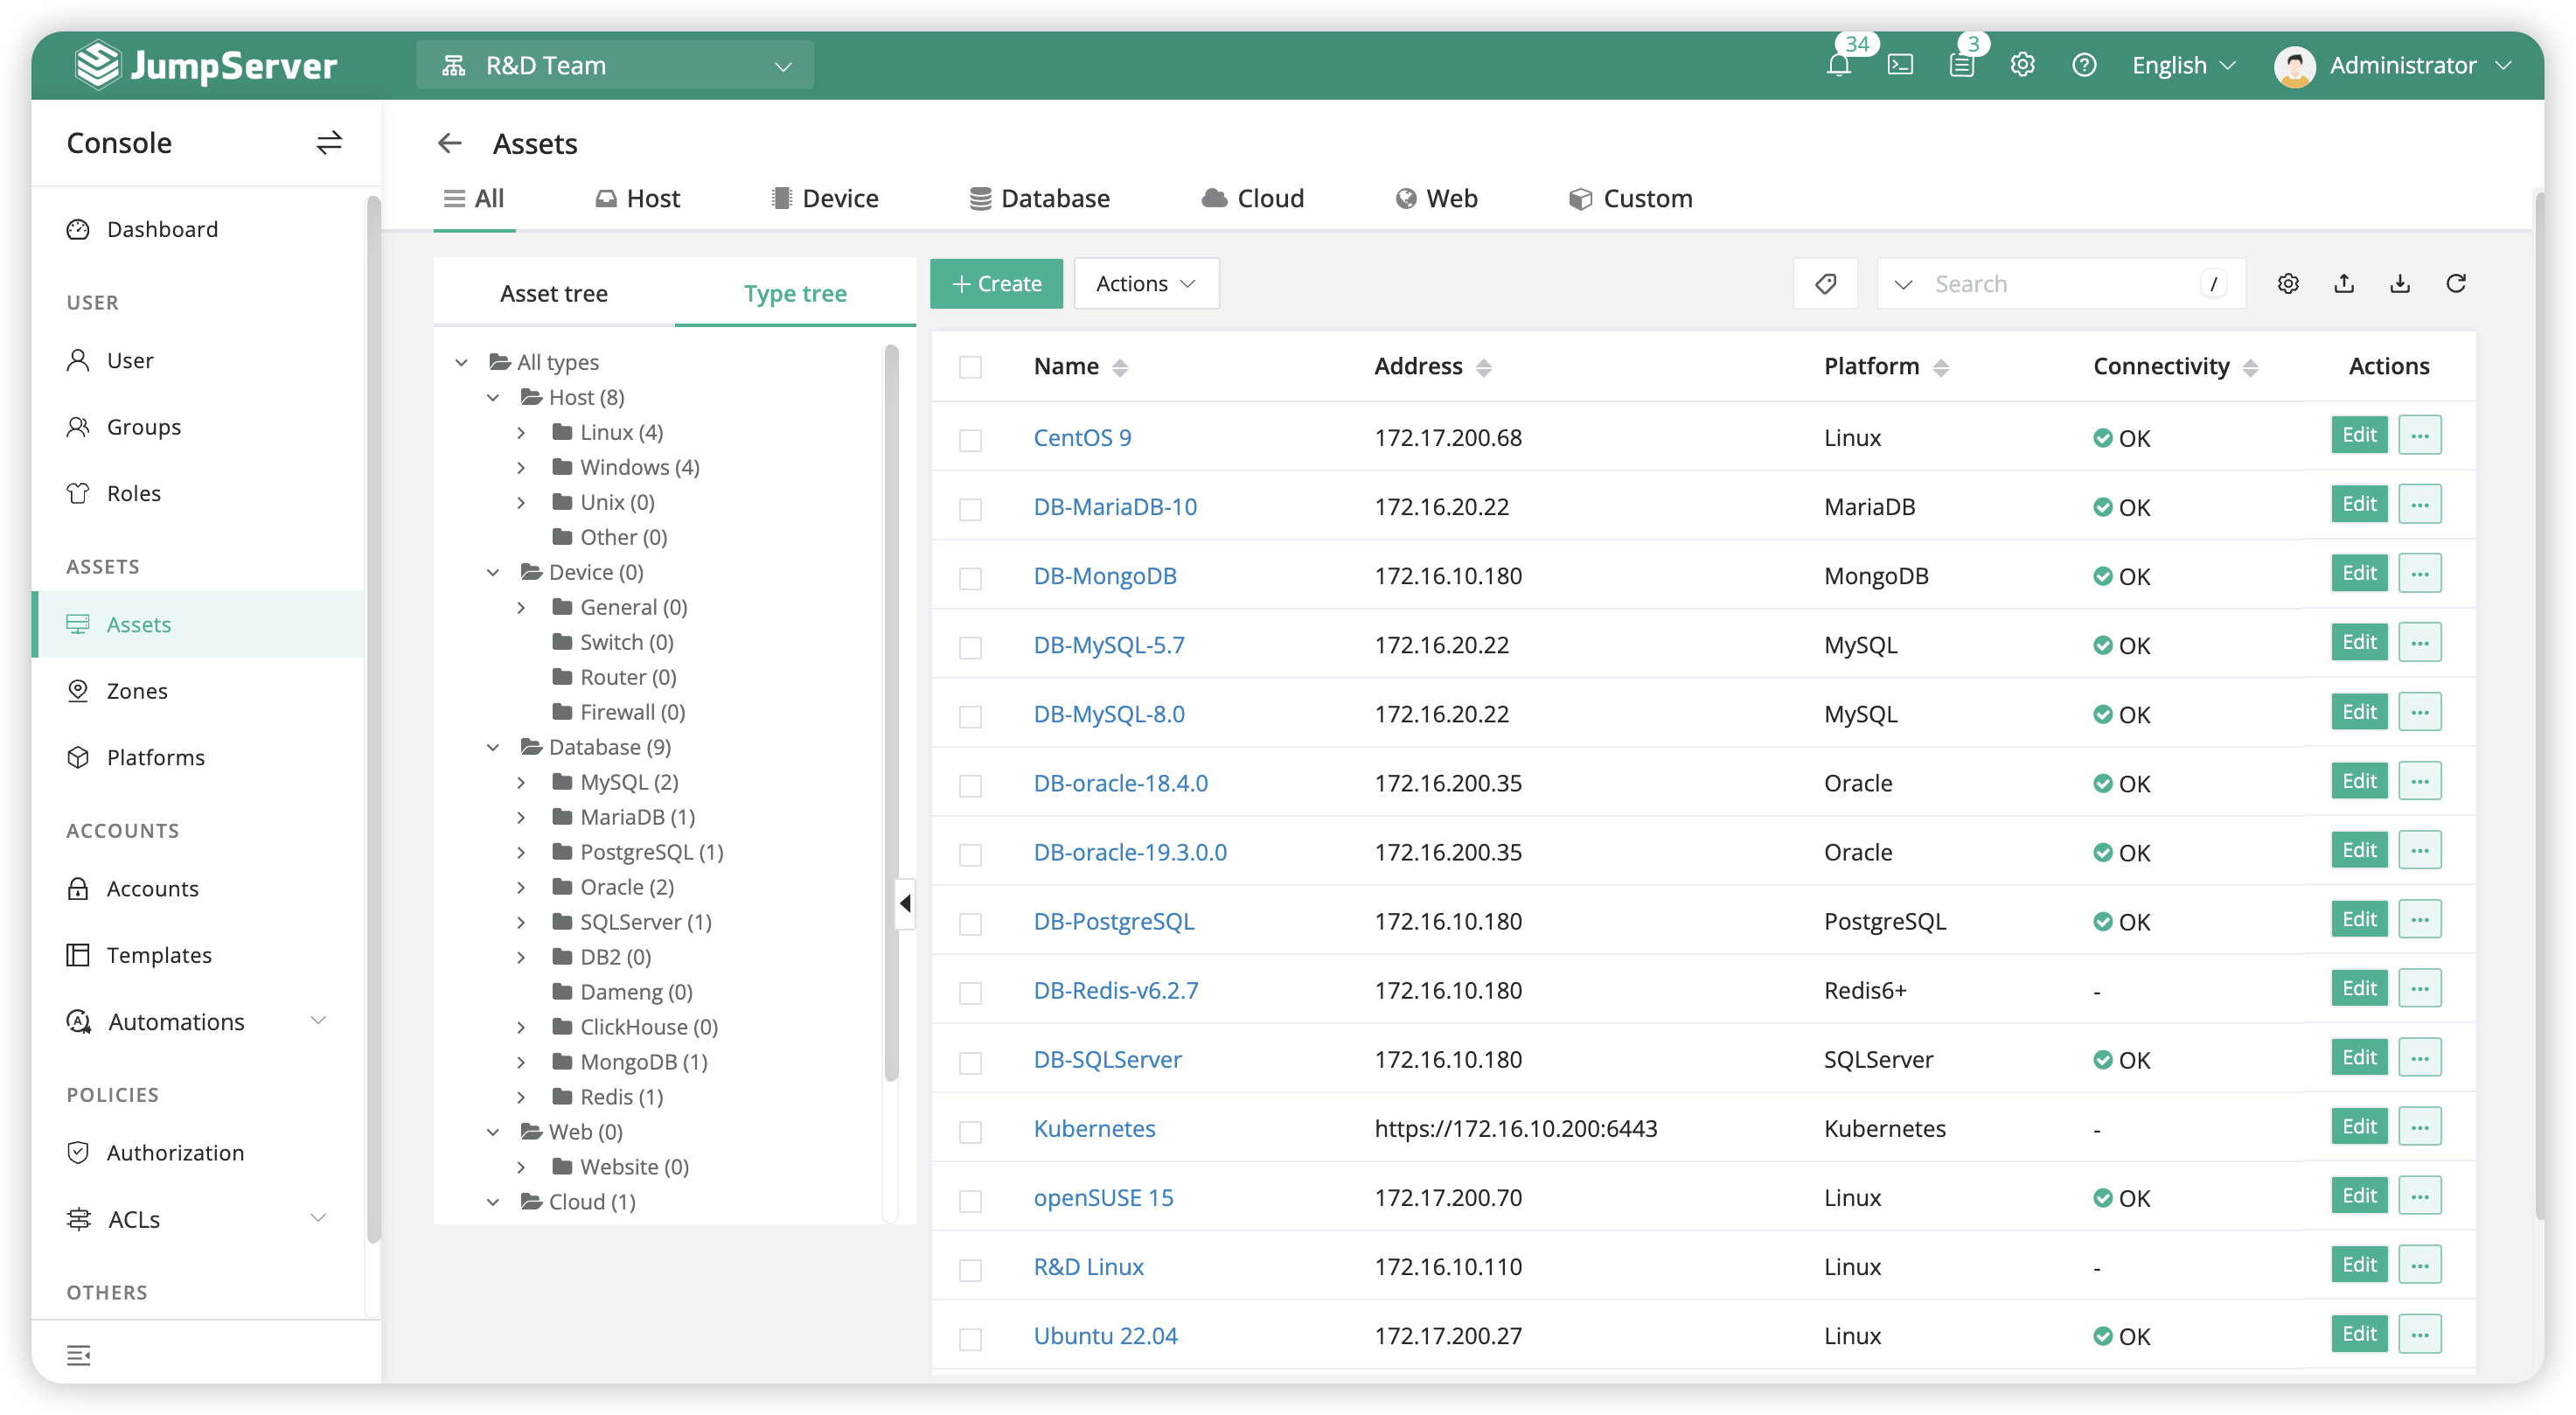 JumpServer
R&D Team
34
3
English
Administrator
Console
Dashboard
USER
User
Groups
Roles
ASSETS
Assets
Zones
Platforms
ACCOUNTS
Accounts
Templates
Automations
POLICIES
Authorization
ACLs
OTHERS
Assets
All Host Device Database Cloud Web Custom
Asset tree Type tree
All types
Host (8)
Linux (4)
Windows (4)
Unix (0)
Other (0)
Device (0)
General (0)
Switch (0)
Router (0)
Firewall (0)
Database (9)
MySQL (2)
MariaDB (1)
PostgreSQL (1)
Oracle (2)
SQLServer (1)
DB2 (0)
Dameng (0)
ClickHouse (0)
MongoDB (1)
Redis (1)
Web (0)
Website (0)
Cloud (1)
+ Create Actions Search /
Name Address Platform Connectivity Actions
CentOS 9 172.17.200.68 Linux OK Edit ...
DB-MariaDB-10 172.16.20.22 MariaDB OK Edit ...
DB-MongoDB 172.16.10.180 MongoDB OK Edit ...
DB-MySQL-5.7 172.16.20.22 MySQL OK Edit ...
DB-MySQL-8.0 172.16.20.22 MySQL OK Edit ...
DB-oracle-18.4.0 172.16.200.35 Oracle OK Edit ...
DB-oracle-19.3.0.0 172.16.200.35 Oracle OK Edit ...
DB-PostgreSQL 172.16.10.180 PostgreSQL OK Edit ...
DB-Redis-v6.2.7 172.16.10.180 Redis6+ - Edit ...
DB-SQLServer 172.16.10.180 SQLServer OK Edit ...
Kubernetes https://172.16.10.200:6443 Kubernetes - Edit ...
openSUSE 15 172.17.200.70 Linux OK Edit ...
R&D Linux 172.16.10.110 Linux - Edit ...
Ubuntu 22.04 172.17.200.27 Linux OK Edit ...